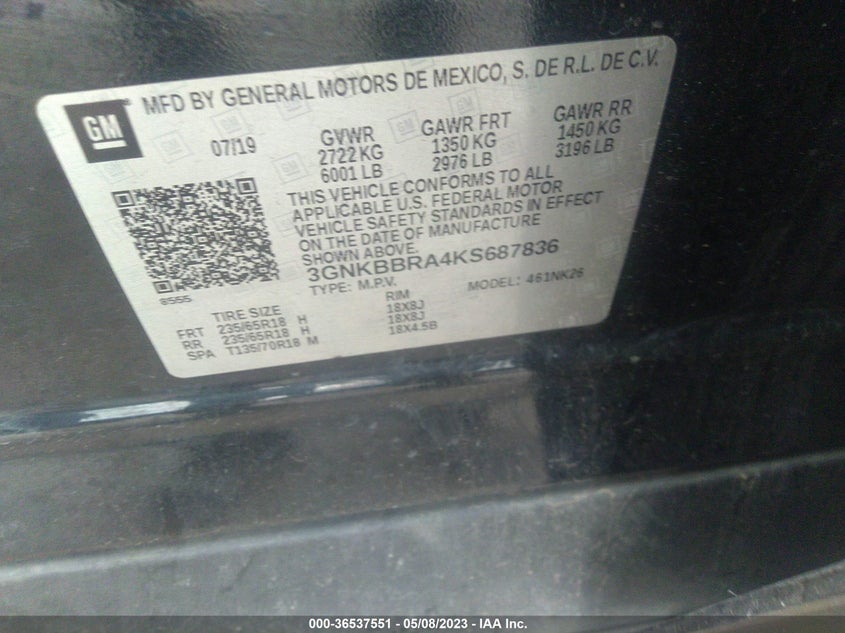 GM
MFD BY GENERAL MOTORS DE MEXICO, S. DE R.L. DE C.V.
07/19
GVWR
2722 KG
6001 LB
GAWR FRT
1350 KG
2976 LB
GAWR RR
1450 KG
3196 LB
THIS VEHICLE CONFORMS TO ALL
APPLICABLE U.S. FEDERAL MOTOR
VEHICLE SAFETY STANDARDS IN EFFECT
ON THE DATE OF MANUFACTURE
SHOWN ABOVE.
3GNKBBRA4KS687836
TYPE: M.P.V. MODEL: 461NK26
8555
TIRE SIZE RIM
FRT 235/65R18 H 18X8J
RR 235/65R18 H 18X8J
SPA T135/70R18 M 18X4.5B
000-36537551 - 05/08/2023 - IAA Inc.